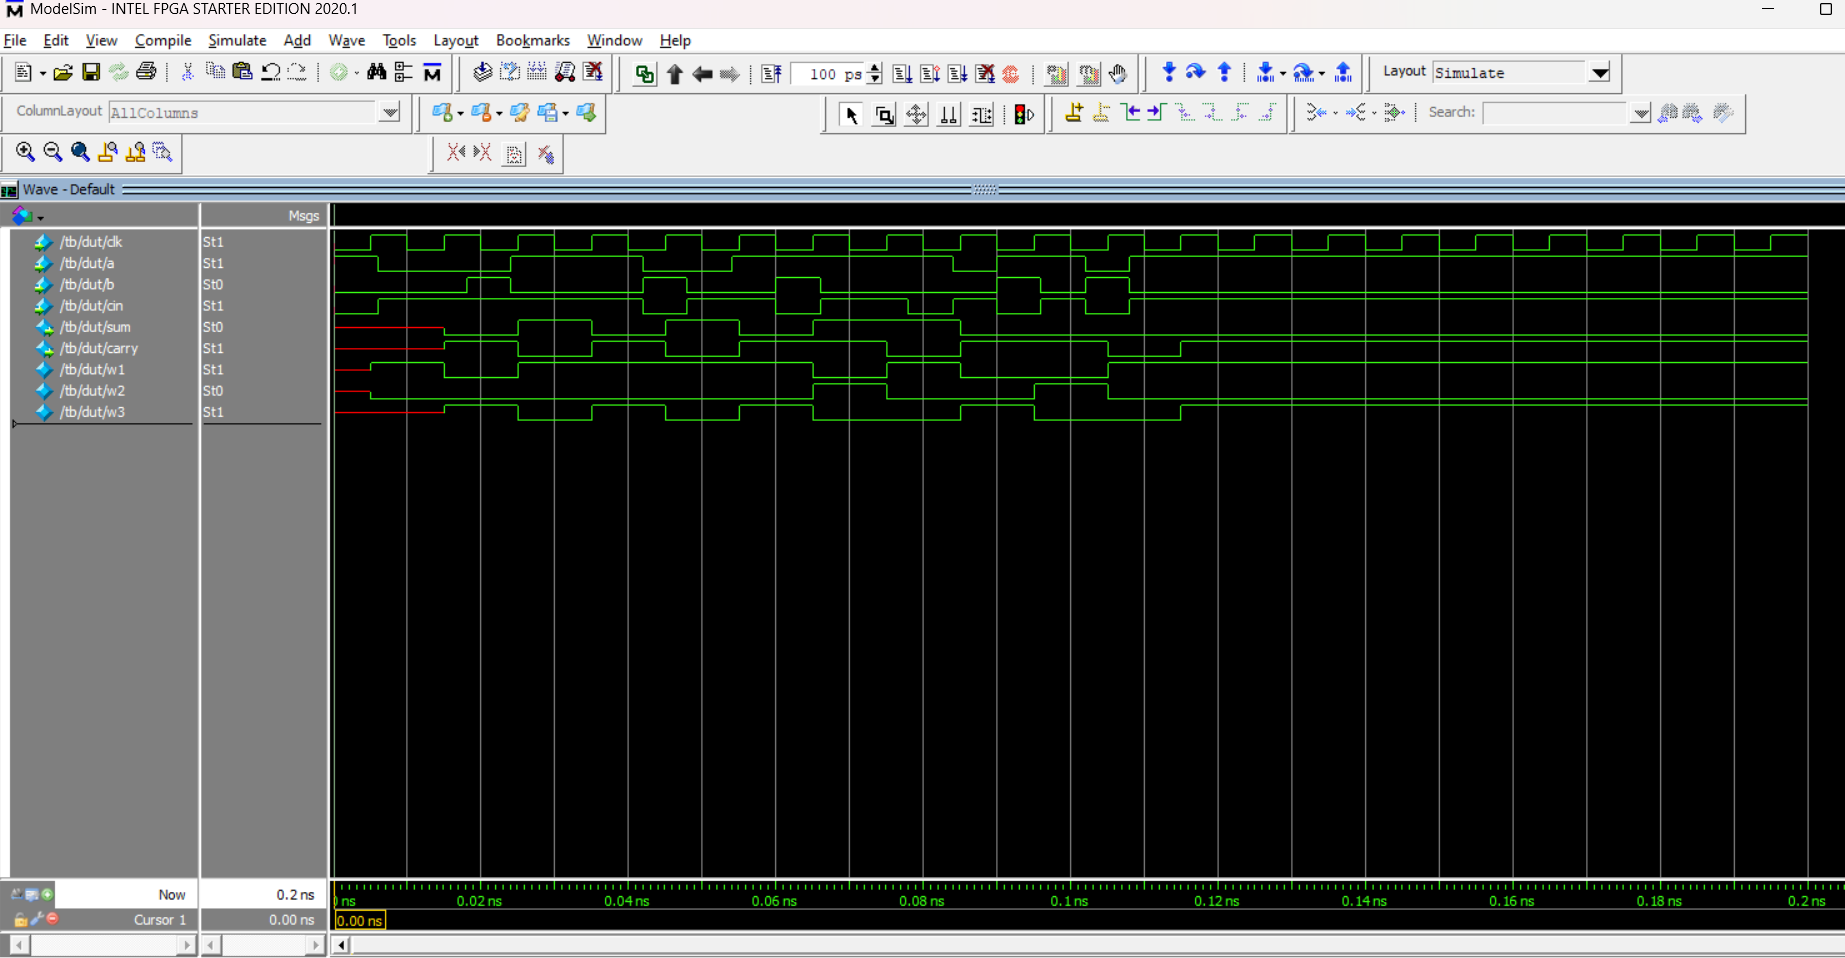 ModelSim - INTEL FPGA STARTER EDITION 2020.1
File Edit View Compile Simulate Add Wave Tools Layout Bookmarks Window Help
100 ps
Layout Simulate
ColumnLayout AllColumns
Search:
Wave - Default
Msgs
/tb/dut/clk St1
/tb/dut/a St1
/tb/dut/b St0
/tb/dut/cin St1
/tb/dut/sum St0
/tb/dut/carry St1
/tb/dut/w1 St1
/tb/dut/w2 St0
/tb/dut/w3 St1
Now 0.2 ns
0 ns 0.02 ns 0.04 ns 0.06 ns 0.08 ns 0.1 ns 0.12 ns 0.14 ns 0.16 ns 0.18 ns 0.2 ns
Cursor 1 0.00 ns
0.00 ns